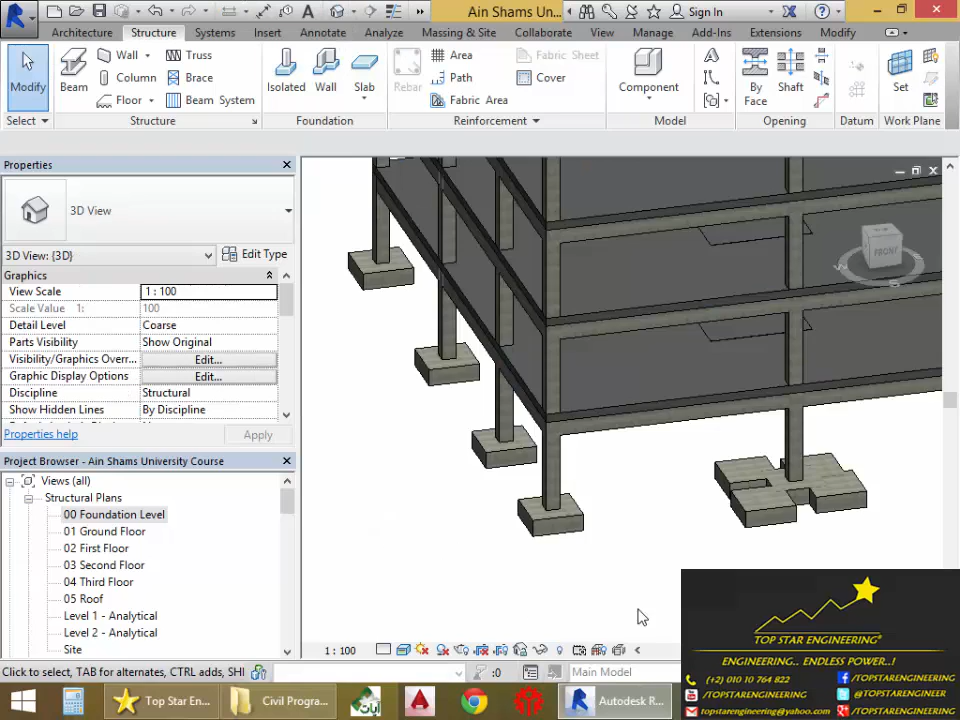 Ain Shams Un...
Sign In
Architecture Structure Systems Insert Annotate Analyze Massing & Site Collaborate View Manage Add-Ins Extensions Modify
Modify
Beam
Wall
Column
Floor
Truss
Brace
Beam System
Isolated
Wall
Slab
Rebar
Area
Path
Fabric Area
Fabric Sheet
Cover
Component
By
Face
Shaft
Set
Select Structure Foundation Reinforcement Model Opening Datum Work Plane
Properties
3D View
3D View: {3D}
Edit Type
Graphics
View Scale 1 : 100
Scale Value 1: 100
Detail Level Coarse
Parts Visibility Show Original
Visibility/Graphics Overr... Edit...
Graphic Display Options Edit...
Discipline Structural
Show Hidden Lines By Discipline
Properties help
Apply
Project Browser - Ain Shams University Course
Views (all)
Structural Plans
00 Foundation Level
01 Ground Floor
02 First Floor
03 Second Floor
04 Third Floor
05 Roof
Level 1 - Analytical
Level 2 - Analytical
Site
FRONT
1 : 100
Click to select, TAB for alternates, CTRL adds, SHI
:0
Main Model
TOP STAR ENGINEERING®
ENGINEERING.. ENDLESS POWER..!
(+2) 010 10 764 822
/TOPSTARENGINEERING
/TOPSTARENGINEERING
@TOPSTARENGINEER
topstarengineering@yahoo.com
/TOPSTARENGINEERING
Top Star En...
Civil Progra...
Autodesk R...